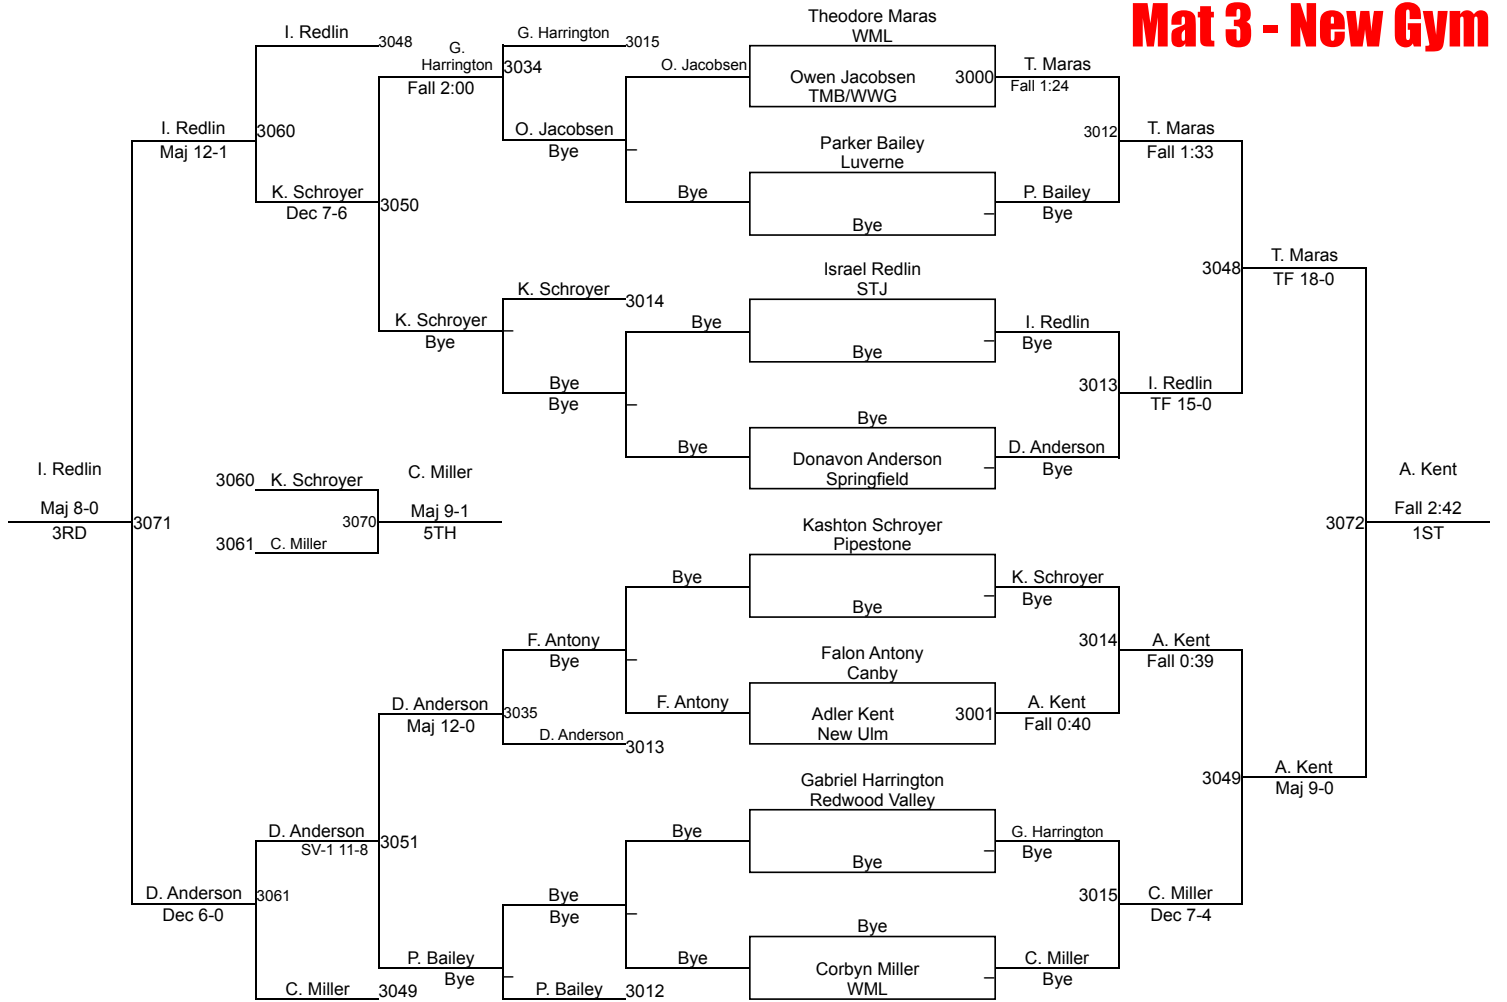 Mat 3 - New Gym
Theodore Maras
WML
I. Redlin
3048
G. Harrington
3015
G.
Harrington
Fall 2:00
3034
O. Jacobsen
Owen Jacobsen
TMB/WWG
3000
T. Maras
Fall 1:24
I. Redlin
Maj 12-1
3060
O. Jacobsen
Bye
Parker Bailey
Luverne
3012
T. Maras
Fall 1:33
K. Schroyer
Dec 7-6
3050
Bye
Bye
P. Bailey
Bye
Israel Redlin
STJ
3048
T. Maras
TF 18-0
K. Schroyer
3014
K. Schroyer
Bye
Bye
Bye
I. Redlin
Bye
Bye
Bye
3013
I. Redlin
TF 15-0
Bye
Bye
Donavon Anderson
Springfield
D. Anderson
Bye
I. Redlin
Maj 8-0
3RD
3071
3060
K. Schroyer
3061
C. Miller
3070
C. Miller
Maj 9-1
5TH
Kashton Schroyer
Pipestone
3072
A. Kent
Fall 2:42
1ST
Bye
Bye
K. Schroyer
Bye
F. Antony
Bye
Falon Antony
Canby
3014
A. Kent
Fall 0:39
D. Anderson
Maj 12-0
3035
F. Antony
Adler Kent
New Ulm
3001
A. Kent
Fall 0:40
D. Anderson
3013
Gabriel Harrington
Redwood Valley
3049
A. Kent
Maj 9-0
D. Anderson
SV-1 11-8
3051
Bye
Bye
G. Harrington
Bye
D. Anderson
Dec 6-0
3061
Bye
Bye
3015
C. Miller
Dec 7-4
Bye
P. Bailey
Bye
Bye
Corbyn Miller
WML
C. Miller
Bye
C. Miller
3049
P. Bailey
3012